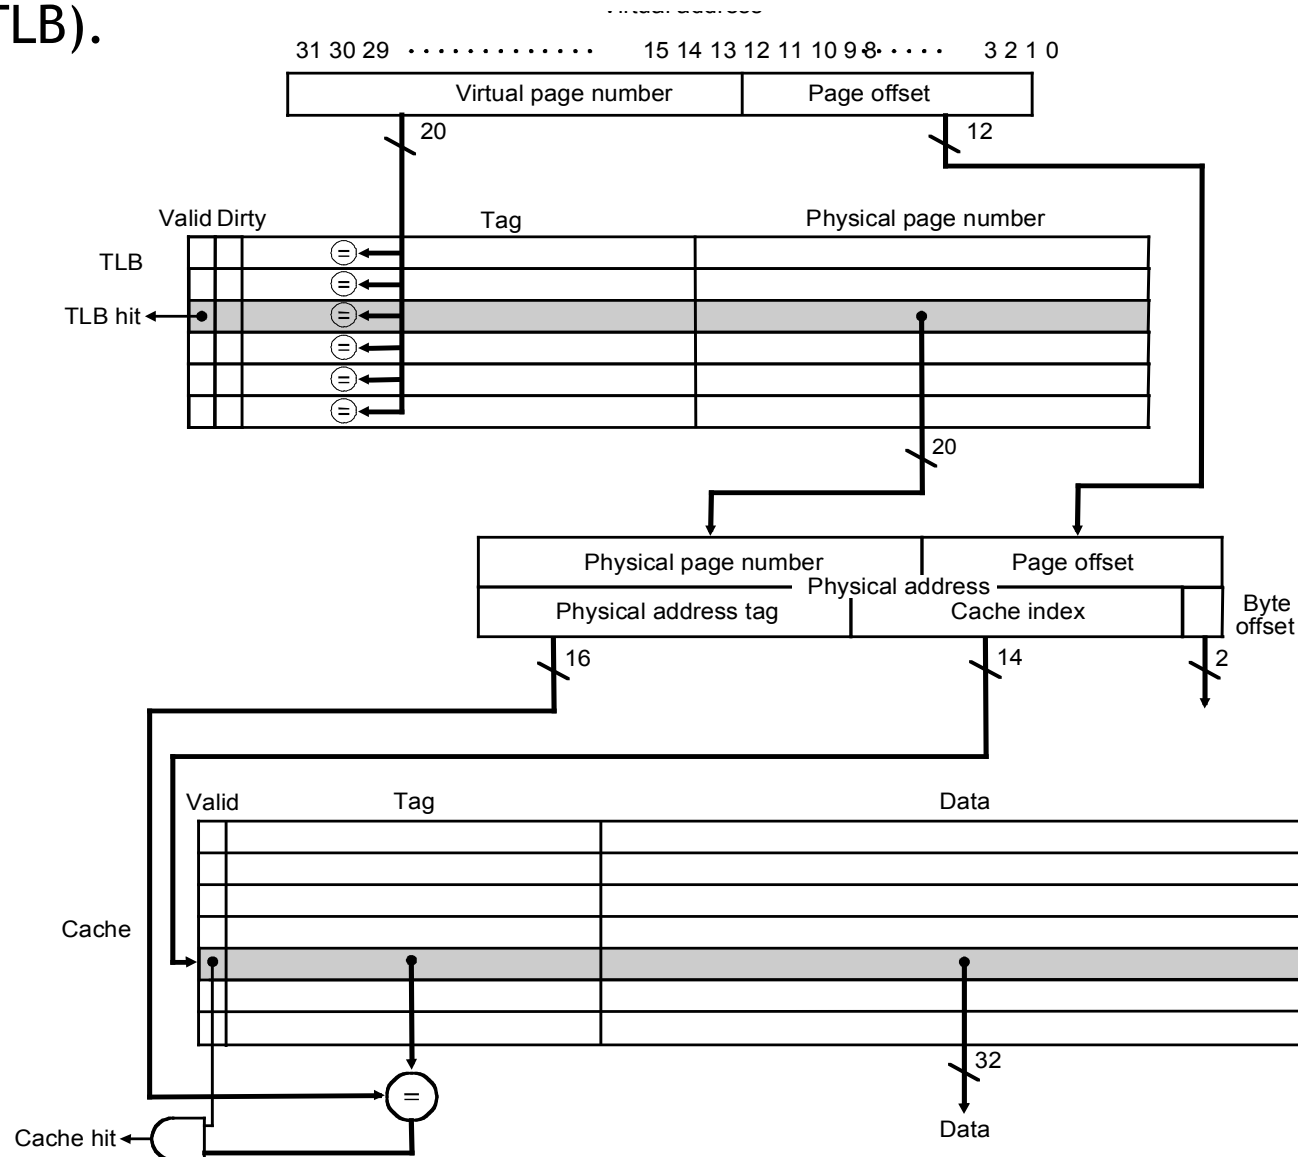 TLB).
31 30 29 ············ 15 14 13 12 11 10 9 8 ····· 3 2 1 0
Virtual page number Page offset
20 12
Valid Dirty Tag Physical page number
TLB
=
=
TLB hit =
=
=
=
20
Physical page number Page offset
Physical address
Physical address tag Cache index Byte offset
16 14 2
Valid Tag Data
Cache
32
=
Data
Cache hit